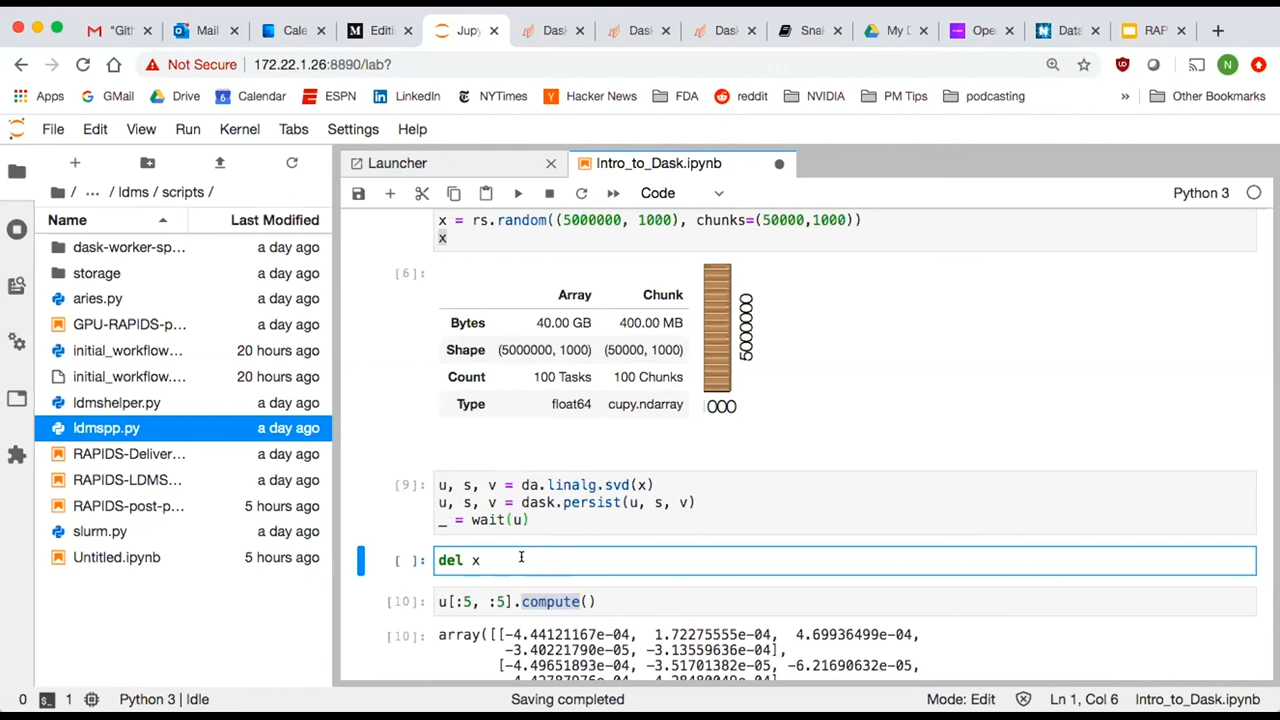 "Gitl
Mail
Cale
Editi
Jupy
Dask
Dask
Dask
Snak
My D
Ope
Data
RAP
Not Secure
172.22.1.26:8890/lab?
N
Apps
GMail
Drive
Calendar
ESPN
LinkedIn
NYTimes
Hacker News
FDA
reddit
NVIDIA
PM Tips
podcasting
»
Other Bookmarks
File Edit View Run Kernel Tabs Settings Help
/ ... / ldms / scripts /
Name Last Modified
dask-worker-sp... a day ago
storage a day ago
aries.py a day ago
GPU-RAPIDS-p... a day ago
initial_workflow... 20 hours ago
initial_workflow.... 20 hours ago
ldmshelper.py a day ago
ldmspp.py a day ago
RAPIDS-Deliver... a day ago
RAPIDS-LDMS... a day ago
RAPIDS-post-p... 5 hours ago
slurm.py a day ago
Untitled.ipynb 5 hours ago
Launcher
Intro_to_Dask.ipynb
Code
Python 3
x = rs.random((5000000, 1000), chunks=(50000,1000))
x
[6]:
Array Chunk
Bytes 40.00 GB 400.00 MB
Shape (5000000, 1000) (50000, 1000)
Count 100 Tasks 100 Chunks
Type float64 cupy.ndarray
5000000
000
[9]: u, s, v = da.linalg.svd(x)
u, s, v = dask.persist(u, s, v)
_ = wait(u)
[ ]: del x
[10]: u[:5, :5].compute()
[10]: array([[-4.44121167e-04, 1.72275555e-04, 4.69936499e-04,
-3.40221790e-05, -3.13559636e-04],
[-4.49651893e-04, -3.51701382e-05, -6.21690632e-05,
0
1
Python 3 | Idle
Saving completed
Mode: Edit
Ln 1, Col 6
Intro_to_Dask.ipynb